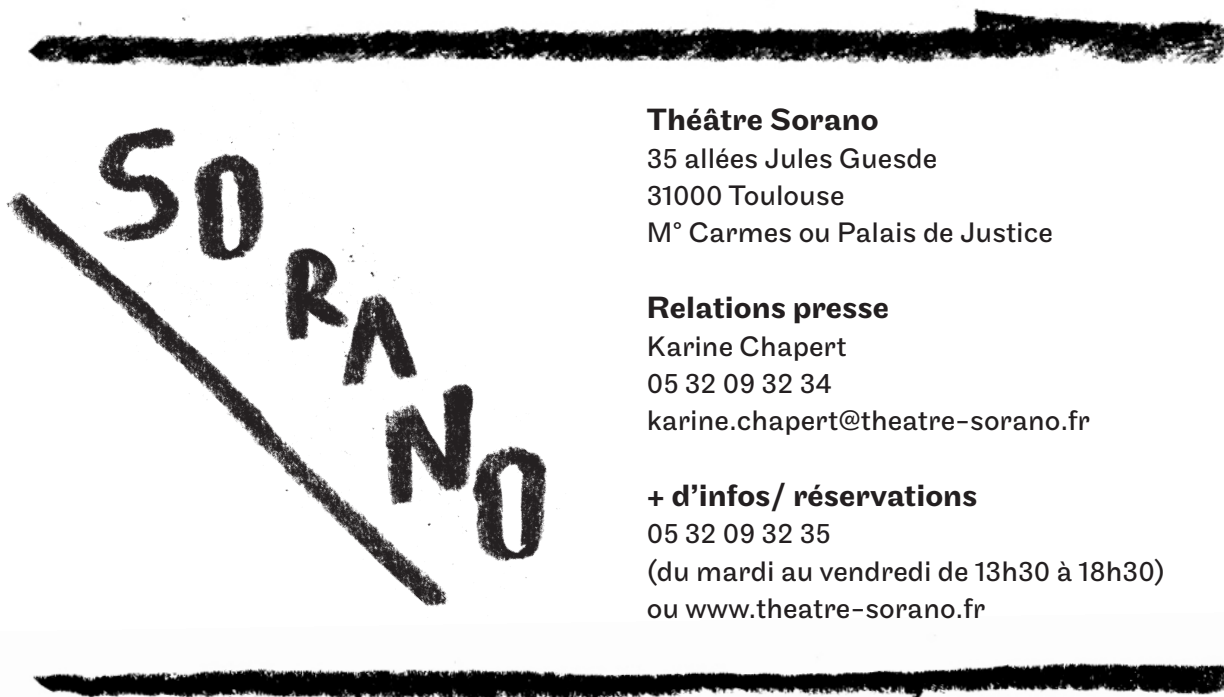 SORANO
Théâtre Sorano
35 allées Jules Guesde
31000 Toulouse
M° Carmes ou Palais de Justice
Relations presse
Karine Chapert
05 32 09 32 34
karine.chapert@theatre-sorano.fr
+ d’infos/ réservations
05 32 09 32 35
(du mardi au vendredi de 13h30 à 18h30)
ou www.theatre-sorano.fr